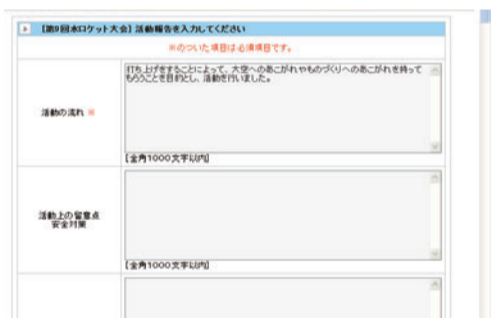 【第9回水ロケット大会】活動報告を入力してください
※のついた項目は必須項目です。
打ち上げをすることによって、大空へのあこがれやものづくりへのあこがれを持って
もらうことを目的とし、活動を行いました。
活動の流れ ※
【全角1000文字以内】
活動上の留意点
安全対策
【全角1000文字以内】